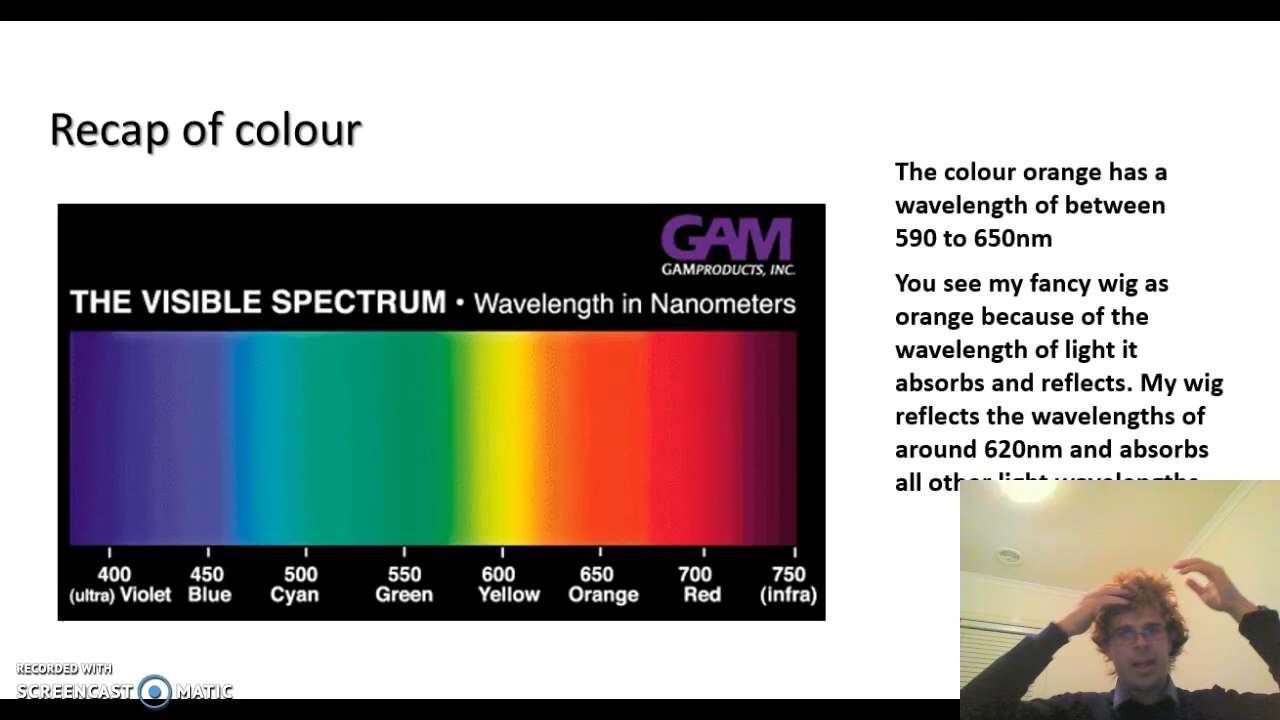 Recap of colour
The colour orange has a
wavelength of between
590 to 650nm
You see my fancy wig as
orange because of the
wavelength of light it
absorbs and reflects. My wig
reflects the wavelengths of
around 620nm and absorbs
all other light wavelengths
GAM
GAMPRODUCTS, INC.
THE VISIBLE SPECTRUM • Wavelength in Nanometers
400 450 500 550 600 650 700 750
(ultra) Violet Blue Cyan Green Yellow Orange Red (infra)
RECORDED WITH
SCREENCAST MATIC